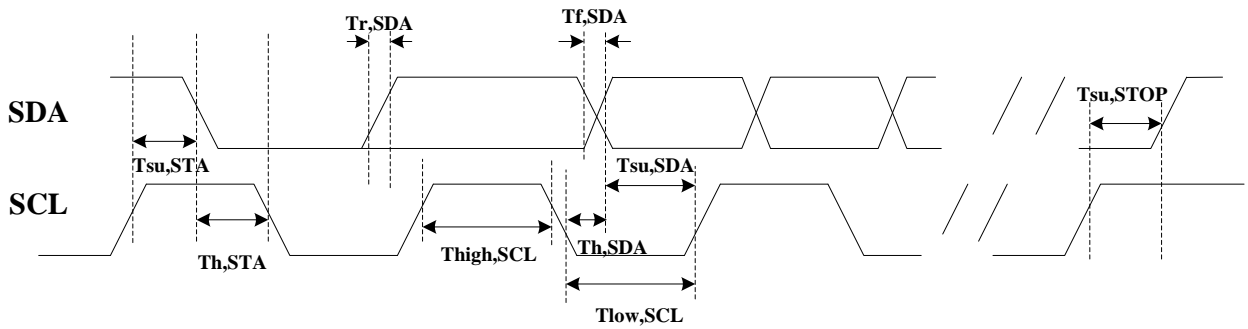 Tr,SDA
Tf,SDA
Tsu,STOP
SDA
Tsu,STA
Tsu,SDA
SCL
Thigh,SCL
Th,SDA
Th,STA
Tlow,SCL